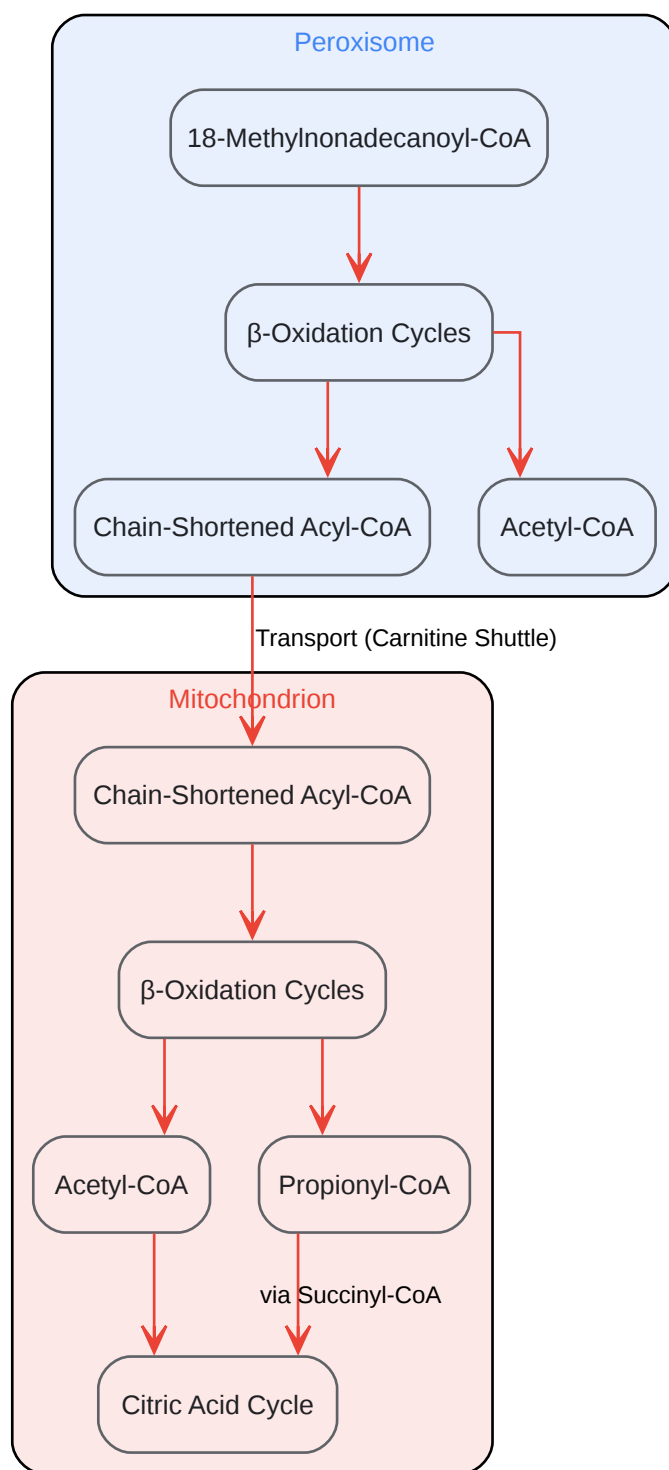 Peroxisome
18-Methylnonadecanoyl-CoA
β-Oxidation Cycles
Chain-Shortened Acyl-CoA
Acetyl-CoA
Transport (Carnitine Shuttle)
Mitochondrion
Chain-Shortened Acyl-CoA
β-Oxidation Cycles
Acetyl-CoA
Propionyl-CoA
via Succinyl-CoA
Citric Acid Cycle